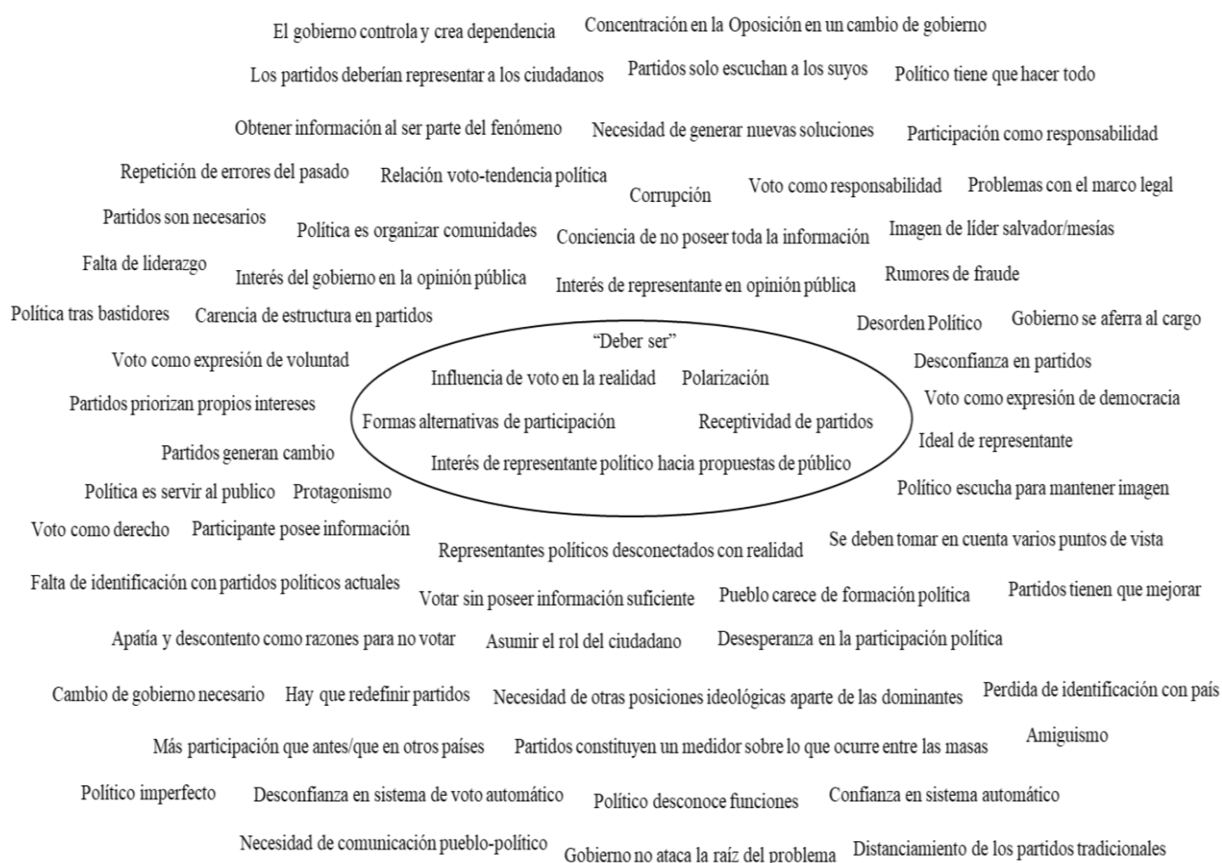 El gobierno controla y crea dependencia Concentración en la Oposición en un cambio de gobierno
Los partidos deberían representar a los ciudadanos Partidos solo escuchan a los suyos Político tiene que hacer todo
Obtener información al ser parte del fenómeno Necesidad de generar nuevas soluciones Participación como responsabilidad
Repetición de errores del pasado Relación voto-tendencia política Corrupción Voto como responsabilidad Problemas con el marco legal
Partidos son necesarios Política es organizar comunidades Conciencia de no poseer toda la información Imagen de líder salvador/mesías
Falta de liderazgo Interés del gobierno en la opinión pública Interés de representante en opinión pública Rumores de fraude
Política tras bastidores Carencia de estructura en partidos Desorden Político Gobierno se aferra al cargo
Voto como expresión de voluntad “Deber ser” Desconfianza en partidos
Influencia de voto en la realidad Polarización
Partidos priorizan propios intereses Voto como expresión de democracia
Formas alternativas de participación Receptividad de partidos Ideal de representante
Partidos generan cambio Interés de representante político hacia propuestas de público
Política es servir al publico Protagonismo Político escucha para mantener imagen
Voto como derecho Participante posee información Representantes políticos desconectados con realidad Se deben tomar en cuenta varios puntos de vista
Falta de identificación con partidos políticos actuales Votar sin poseer información suficiente Pueblo carece de formación política Partidos tienen que mejorar
Apatía y descontento como razones para no votar Asumir el rol del ciudadano Desesperanza en la participación política
Cambio de gobierno necesario Hay que redefinir partidos Necesidad de otras posiciones ideológicas aparte de las dominantes Perdida de identificación con país
Más participación que antes/que en otros países Partidos constituyen un medidor sobre lo que ocurre entre las masas Amiguismo
Político imperfecto Desconfianza en sistema de voto automático Político desconoce funciones Confianza en sistema automático
Necesidad de comunicación pueblo-político Gobierno no ataca la raíz del problema Distanciamiento de los partidos tradicionales